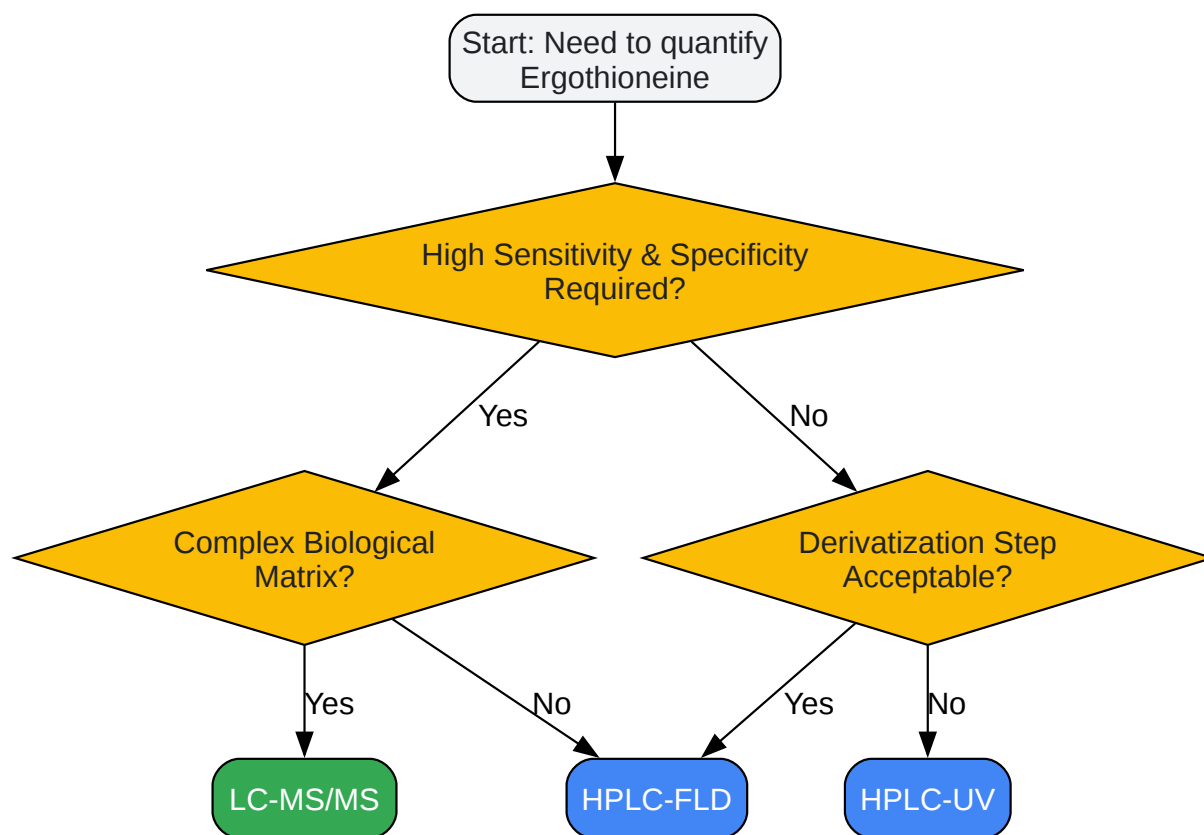 Start: Need to quantify
Ergothioneine
High Sensitivity & Specificity
Required?
Yes
No
Complex Biological
Matrix?
Derivatization Step
Acceptable?
Yes
No
Yes
No
LC-MS/MS
HPLC-FLD
HPLC-UV